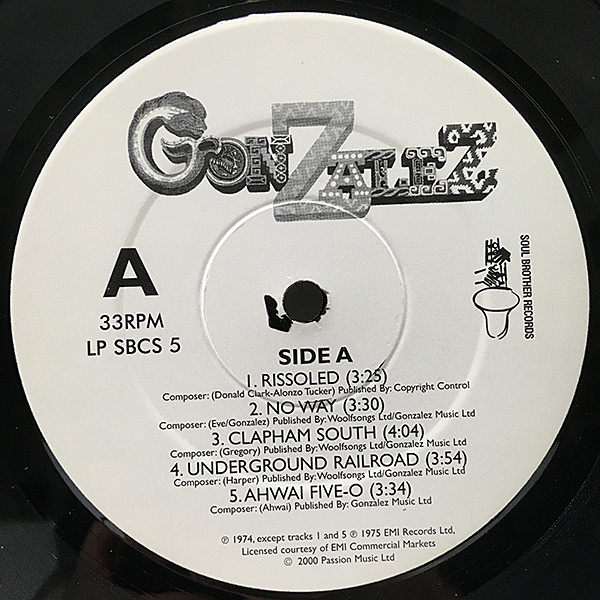 GONZALEZ
A
33RPM
LP SBCS 5
SOUL BROTHER RECORDS
SIDE A
1. RISSOLED (3:25)
Composer: (Donald Clark-Alonzo Tucker) Published By: Copyright Control
2. NO WAY (3:30)
Composer: (Eve/Gonzalez) Published By: Woolfsongs Ltd/Gonzalez Music Ltd
3. CLAPHAM SOUTH (4:04)
Composer: (Gregory) Published By: Woolfsongs Ltd/Gonzalez Music Ltd
4. UNDERGROUND RAILROAD (3:54)
Composer: (Harper) Published By: Woolfsongs Ltd/Gonzalez Music Ltd
5. AHWAI FIVE-O (3:34)
Composer: (Ahwai) Published By: Gonzalez Music Ltd
℗ 1974, except tracks 1 and 5 ℗ 1975 EMI Records Ltd,
Licensed courtesy of EMI Commercial Markets
© 2000 Passion Music Ltd